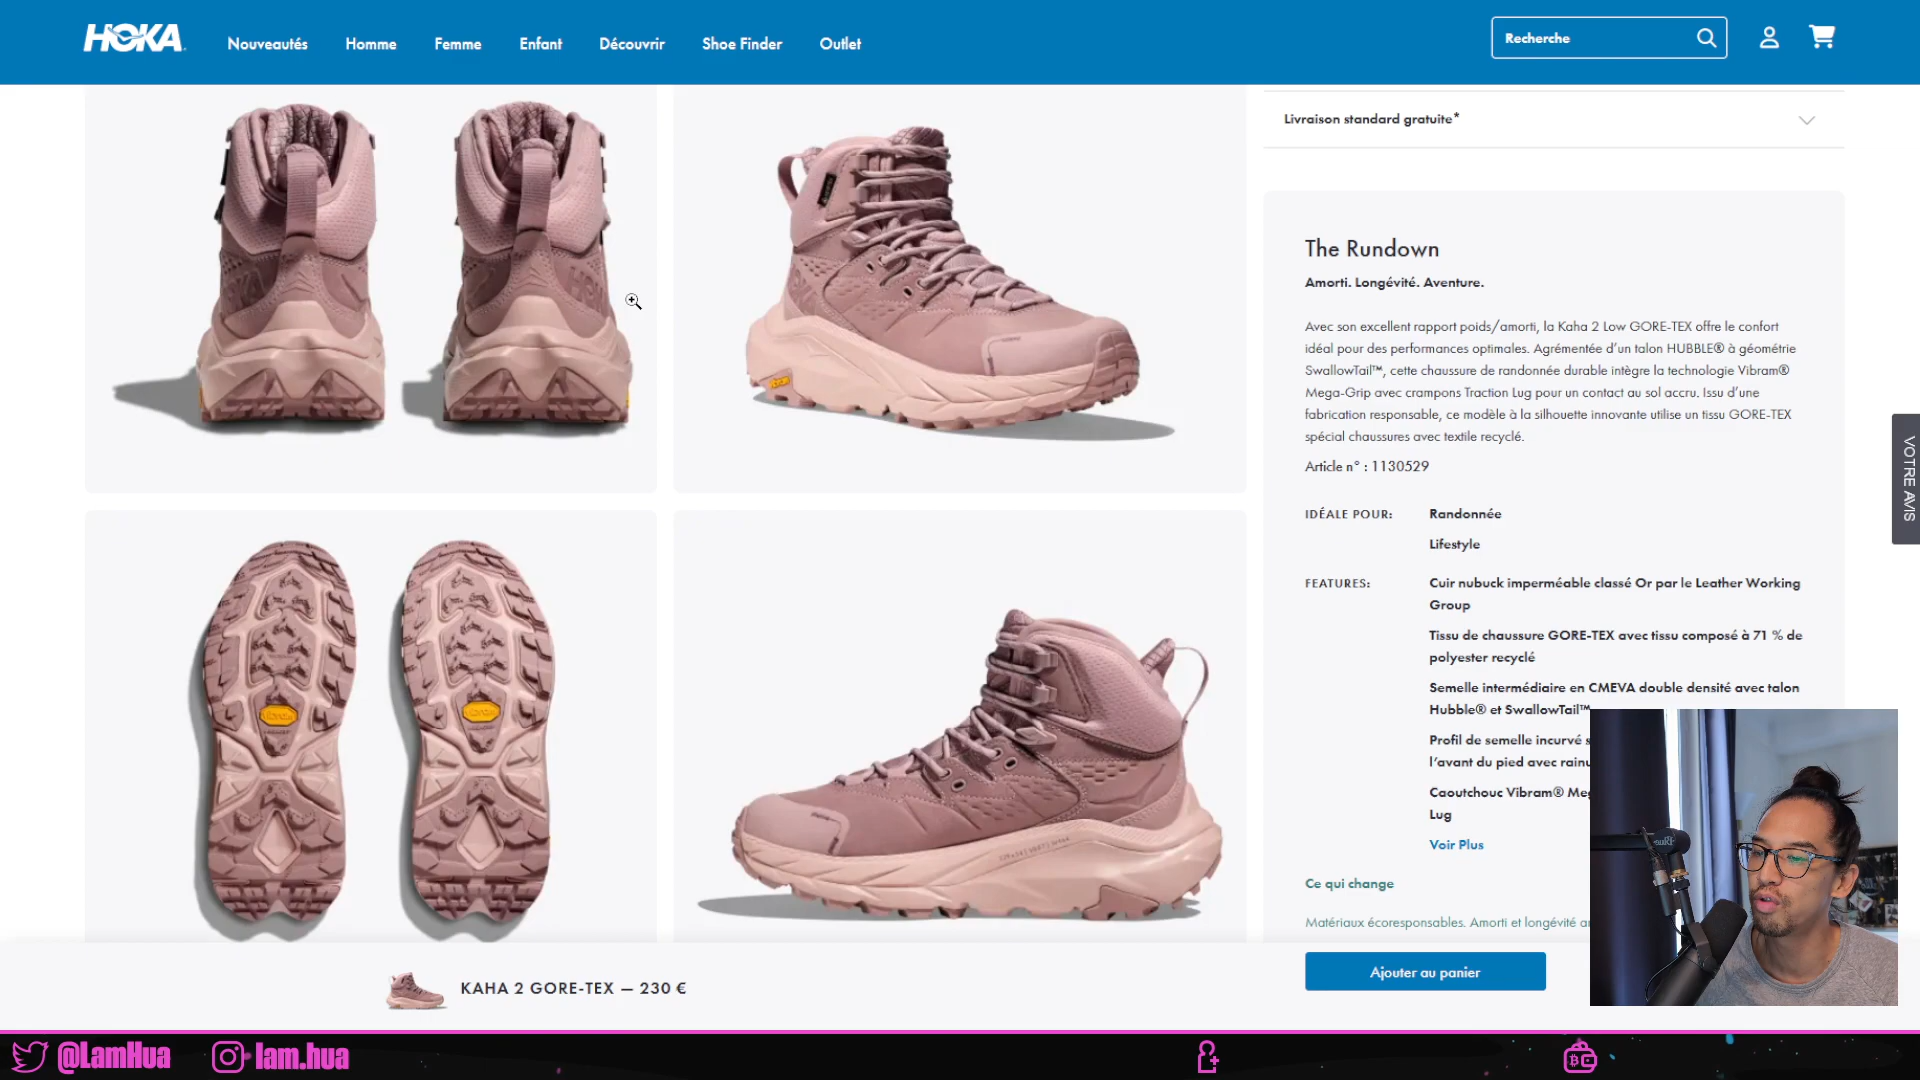 HOKA
Nouveautés
Homme
Femme
Enfant
Découvrir
Shoe Finder
Outlet
Recherche
Livraison standard gratuite*
The Rundown
Amorti. Longévité. Aventure.
Avec son excellent rapport poids/amorti, la Kaha 2 Low GORE-TEX offre le confort
idéal pour des performances optimales. Agrémentée d’un talon HUBBLE® à géométrie
SwallowTail™, cette chaussure de randonnée durable intègre la technologie Vibram®
Mega-Grip avec crampons Traction Lug pour un contact au sol accru. Issu d’une
fabrication responsable, ce modèle à la silhouette innovante utilise un tissu GORE-TEX
spécial chaussures avec textile recyclé.
Article n° : 1130529
IDÉALE POUR:
Randonnée
Lifestyle
FEATURES:
Cuir nubuck imperméable classé Or par le Leather Working
Group
Tissu de chaussure GORE-TEX avec tissu composé à 71 % de
polyester recyclé
Semelle intermédiaire en CMEVA double densité avec talon
Hubble® et SwallowTail™
Profil de semelle incurvé
l’avant du pied avec
Caoutchouc Vibram®
Lug
Voir Plus
Ce qui change
Matériaux écoresponsables. Amorti et longévité
VOTRE AVIS
KAHA 2 GORE-TEX — 230 €
Ajouter au panier
@LamHua
lam.hua